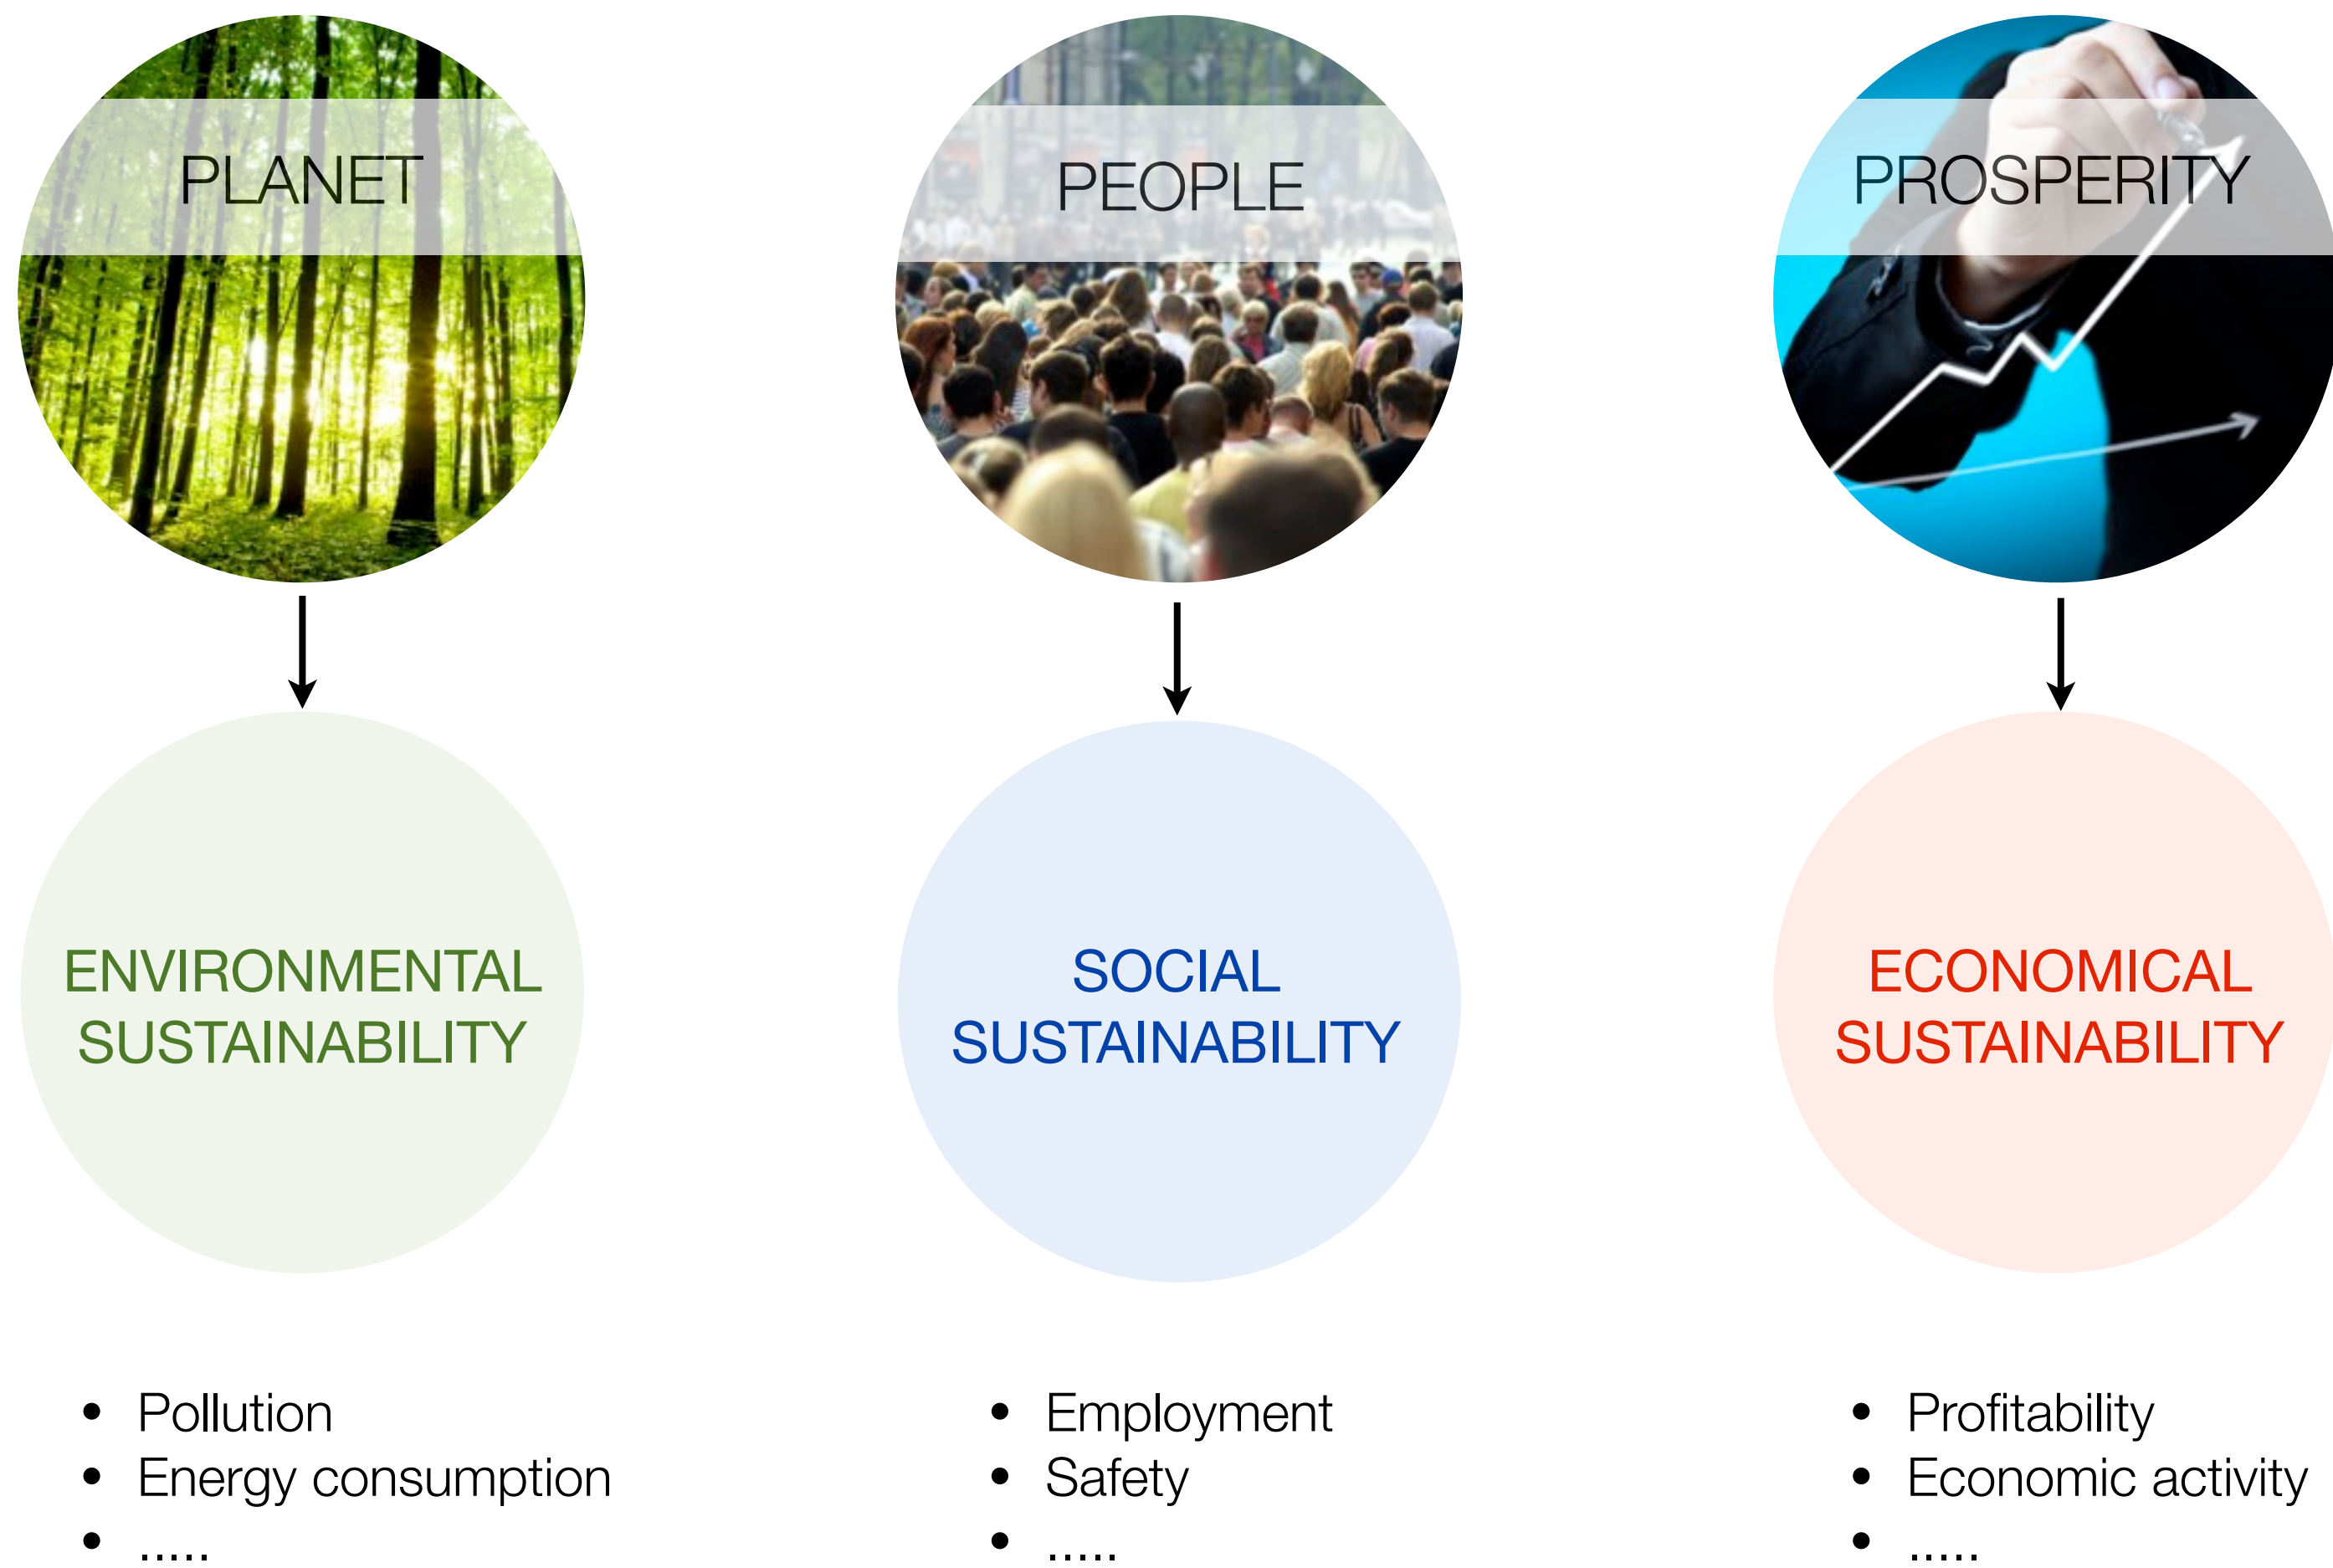 PLANET
PEOPLE
PROSPERITY
ENVIRONMENTAL
SUSTAINABILITY
SOCIAL
SUSTAINABILITY
ECONOMICAL
SUSTAINABILITY
• Pollution
• Energy consumption
• .....
• Employment
• Safety
• .....
• Profitability
• Economic activity
• .....